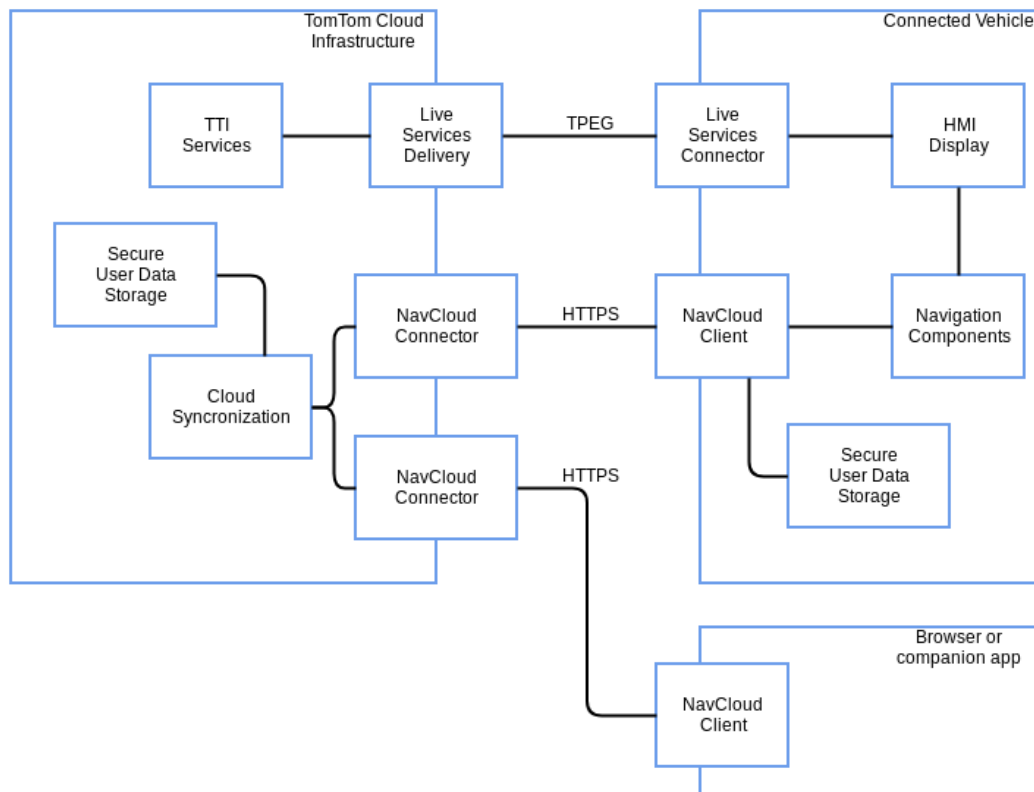 TomTom Cloud
Infrastructure
Connected Vehicle
TTI
Services
Live
Services
Delivery
TPEG
Live
Services
Connector
HMI
Display
Secure
User Data
Storage
NavCloud
Connector
HTTPS
NavCloud
Client
Navigation
Components
Cloud
Syncronization
NavCloud
Connector
HTTPS
Secure
User Data
Storage
Browser or
companion app
NavCloud
Client